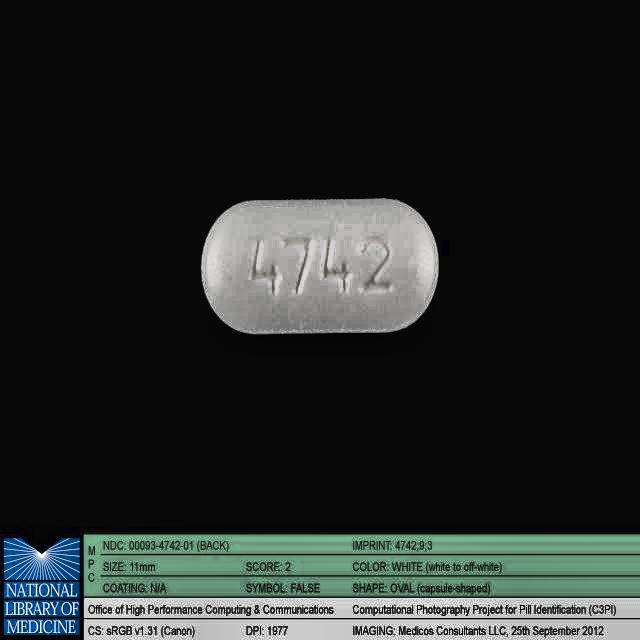 4742
NDC: 00093-4742-01 (BACK) IMPRINT: 4742;9;3
MPC
SIZE: 11mm SCORE: 2 COLOR: WHITE (white to off-white)
COATING: N/A SYMBOL: FALSE SHAPE: OVAL (capsule-shaped)
NATIONAL
LIBRARY OF
MEDICINE
Office of High Performance Computing & Communications Computational Photography Project for Pill Identification (C3PI)
CS: sRGB v1.31 (Canon) DPI: 1977 IMAGING: Medicos Consultants LLC, 25th September 2012